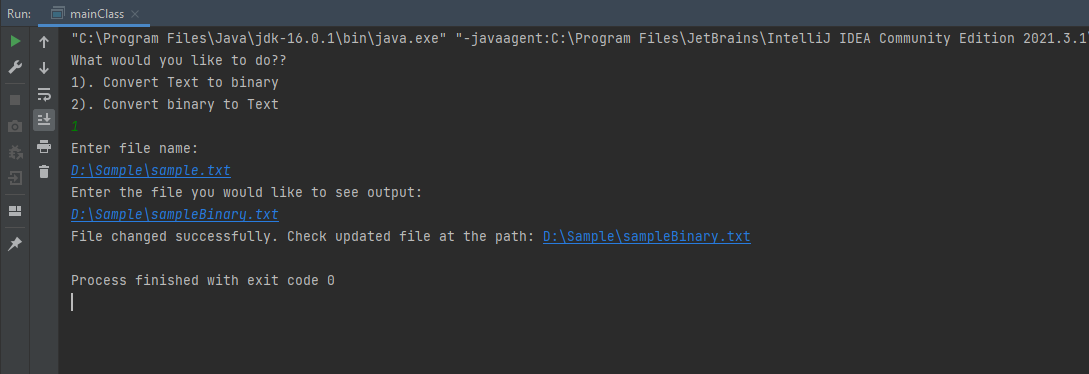 Run: mainClass
"C:\Program Files\Java\jdk-16.0.1\bin\java.exe" "-javaagent:C:\Program Files\JetBrains\IntelliJ IDEA Community Edition 2021.3.1\
What would you like to do??
1). Convert Text to binary
2). Convert binary to Text
1
Enter file name:
D:\Sample\sample.txt
Enter the file you would like to see output:
D:\Sample\sampleBinary.txt
File changed successfully. Check updated file at the path: D:\Sample\sampleBinary.txt
Process finished with exit code 0